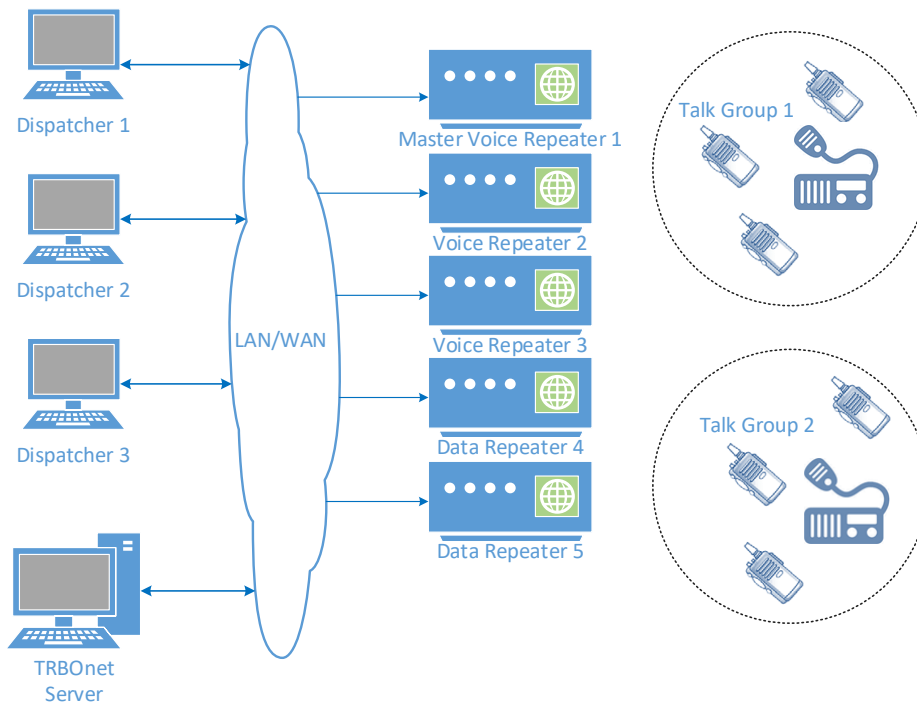 Dispatcher 1
Dispatcher 2
Dispatcher 3
TRBOnet
Server
LAN/WAN
Master Voice Repeater 1
Voice Repeater 2
Voice Repeater 3
Data Repeater 4
Data Repeater 5
Talk Group 1
Talk Group 2